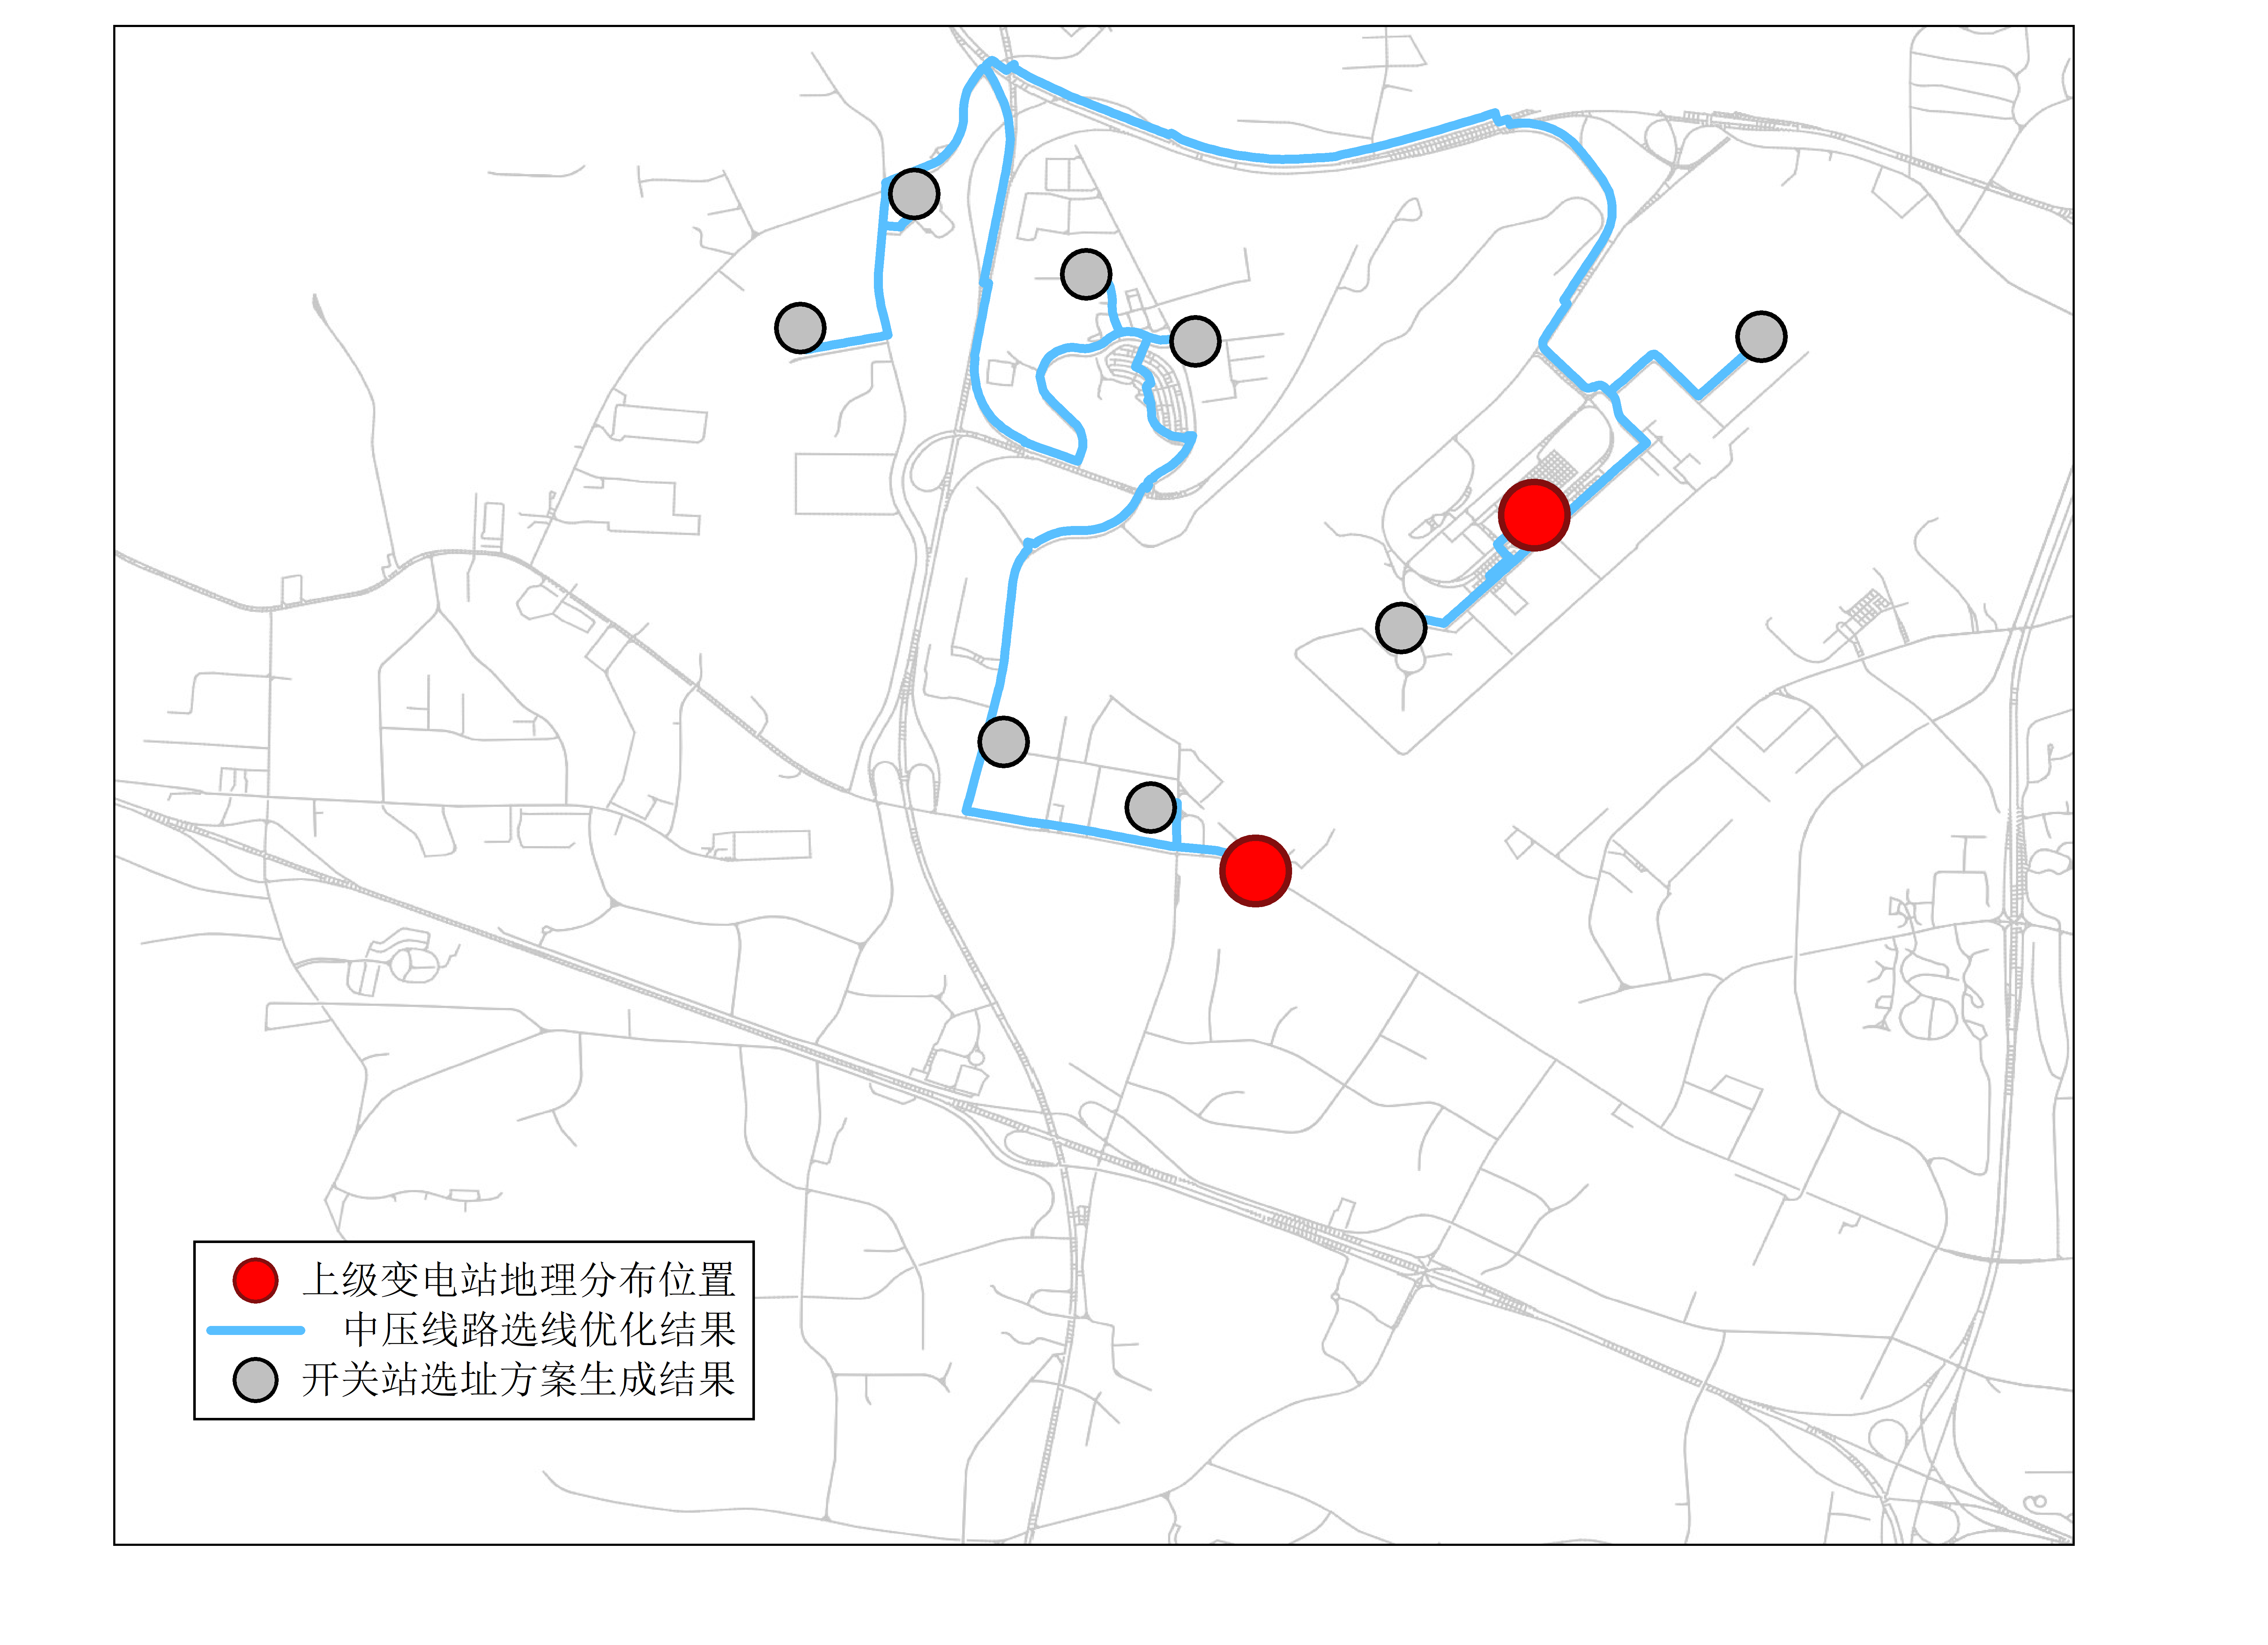 上级变电站地理分布位置
中压线路选线优化结果
开关站选址方案生成结果